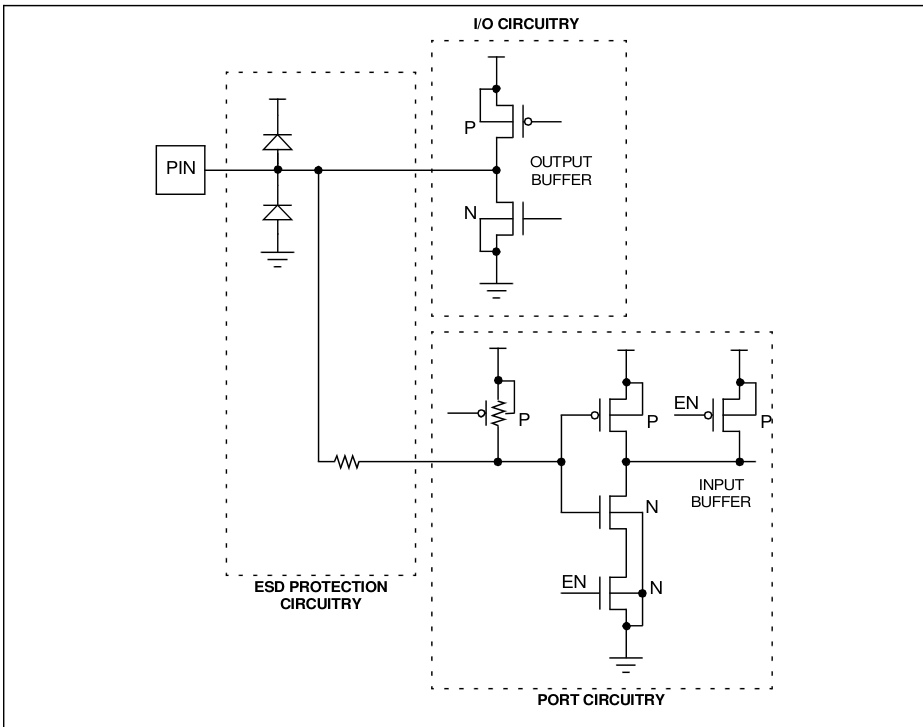 I/O CIRCUITRY
P
PIN
OUTPUT
BUFFER
N
P
P
EN
P
INPUT
BUFFER
N
EN
N
ESD PROTECTION
CIRCUITRY
PORT CIRCUITRY